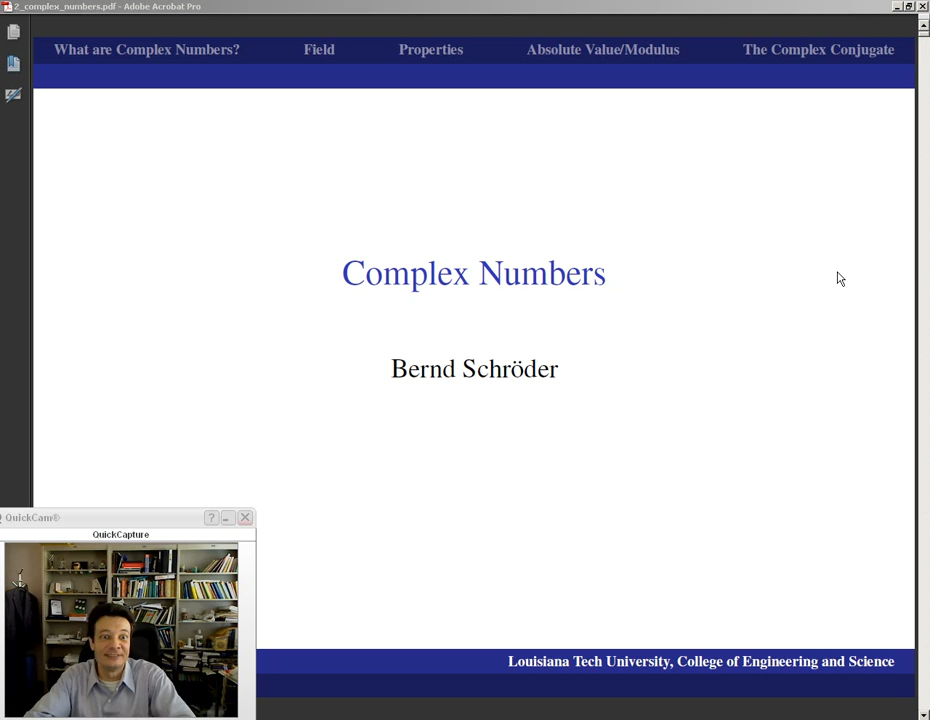 2_complex_numbers.pdf - Adobe Acrobat Pro
What are Complex Numbers? Field Properties Absolute Value/Modulus The Complex Conjugate
Complex Numbers
Bernd Schröder
QuickCam®
QuickCapture
Louisiana Tech University, College of Engineering and Science